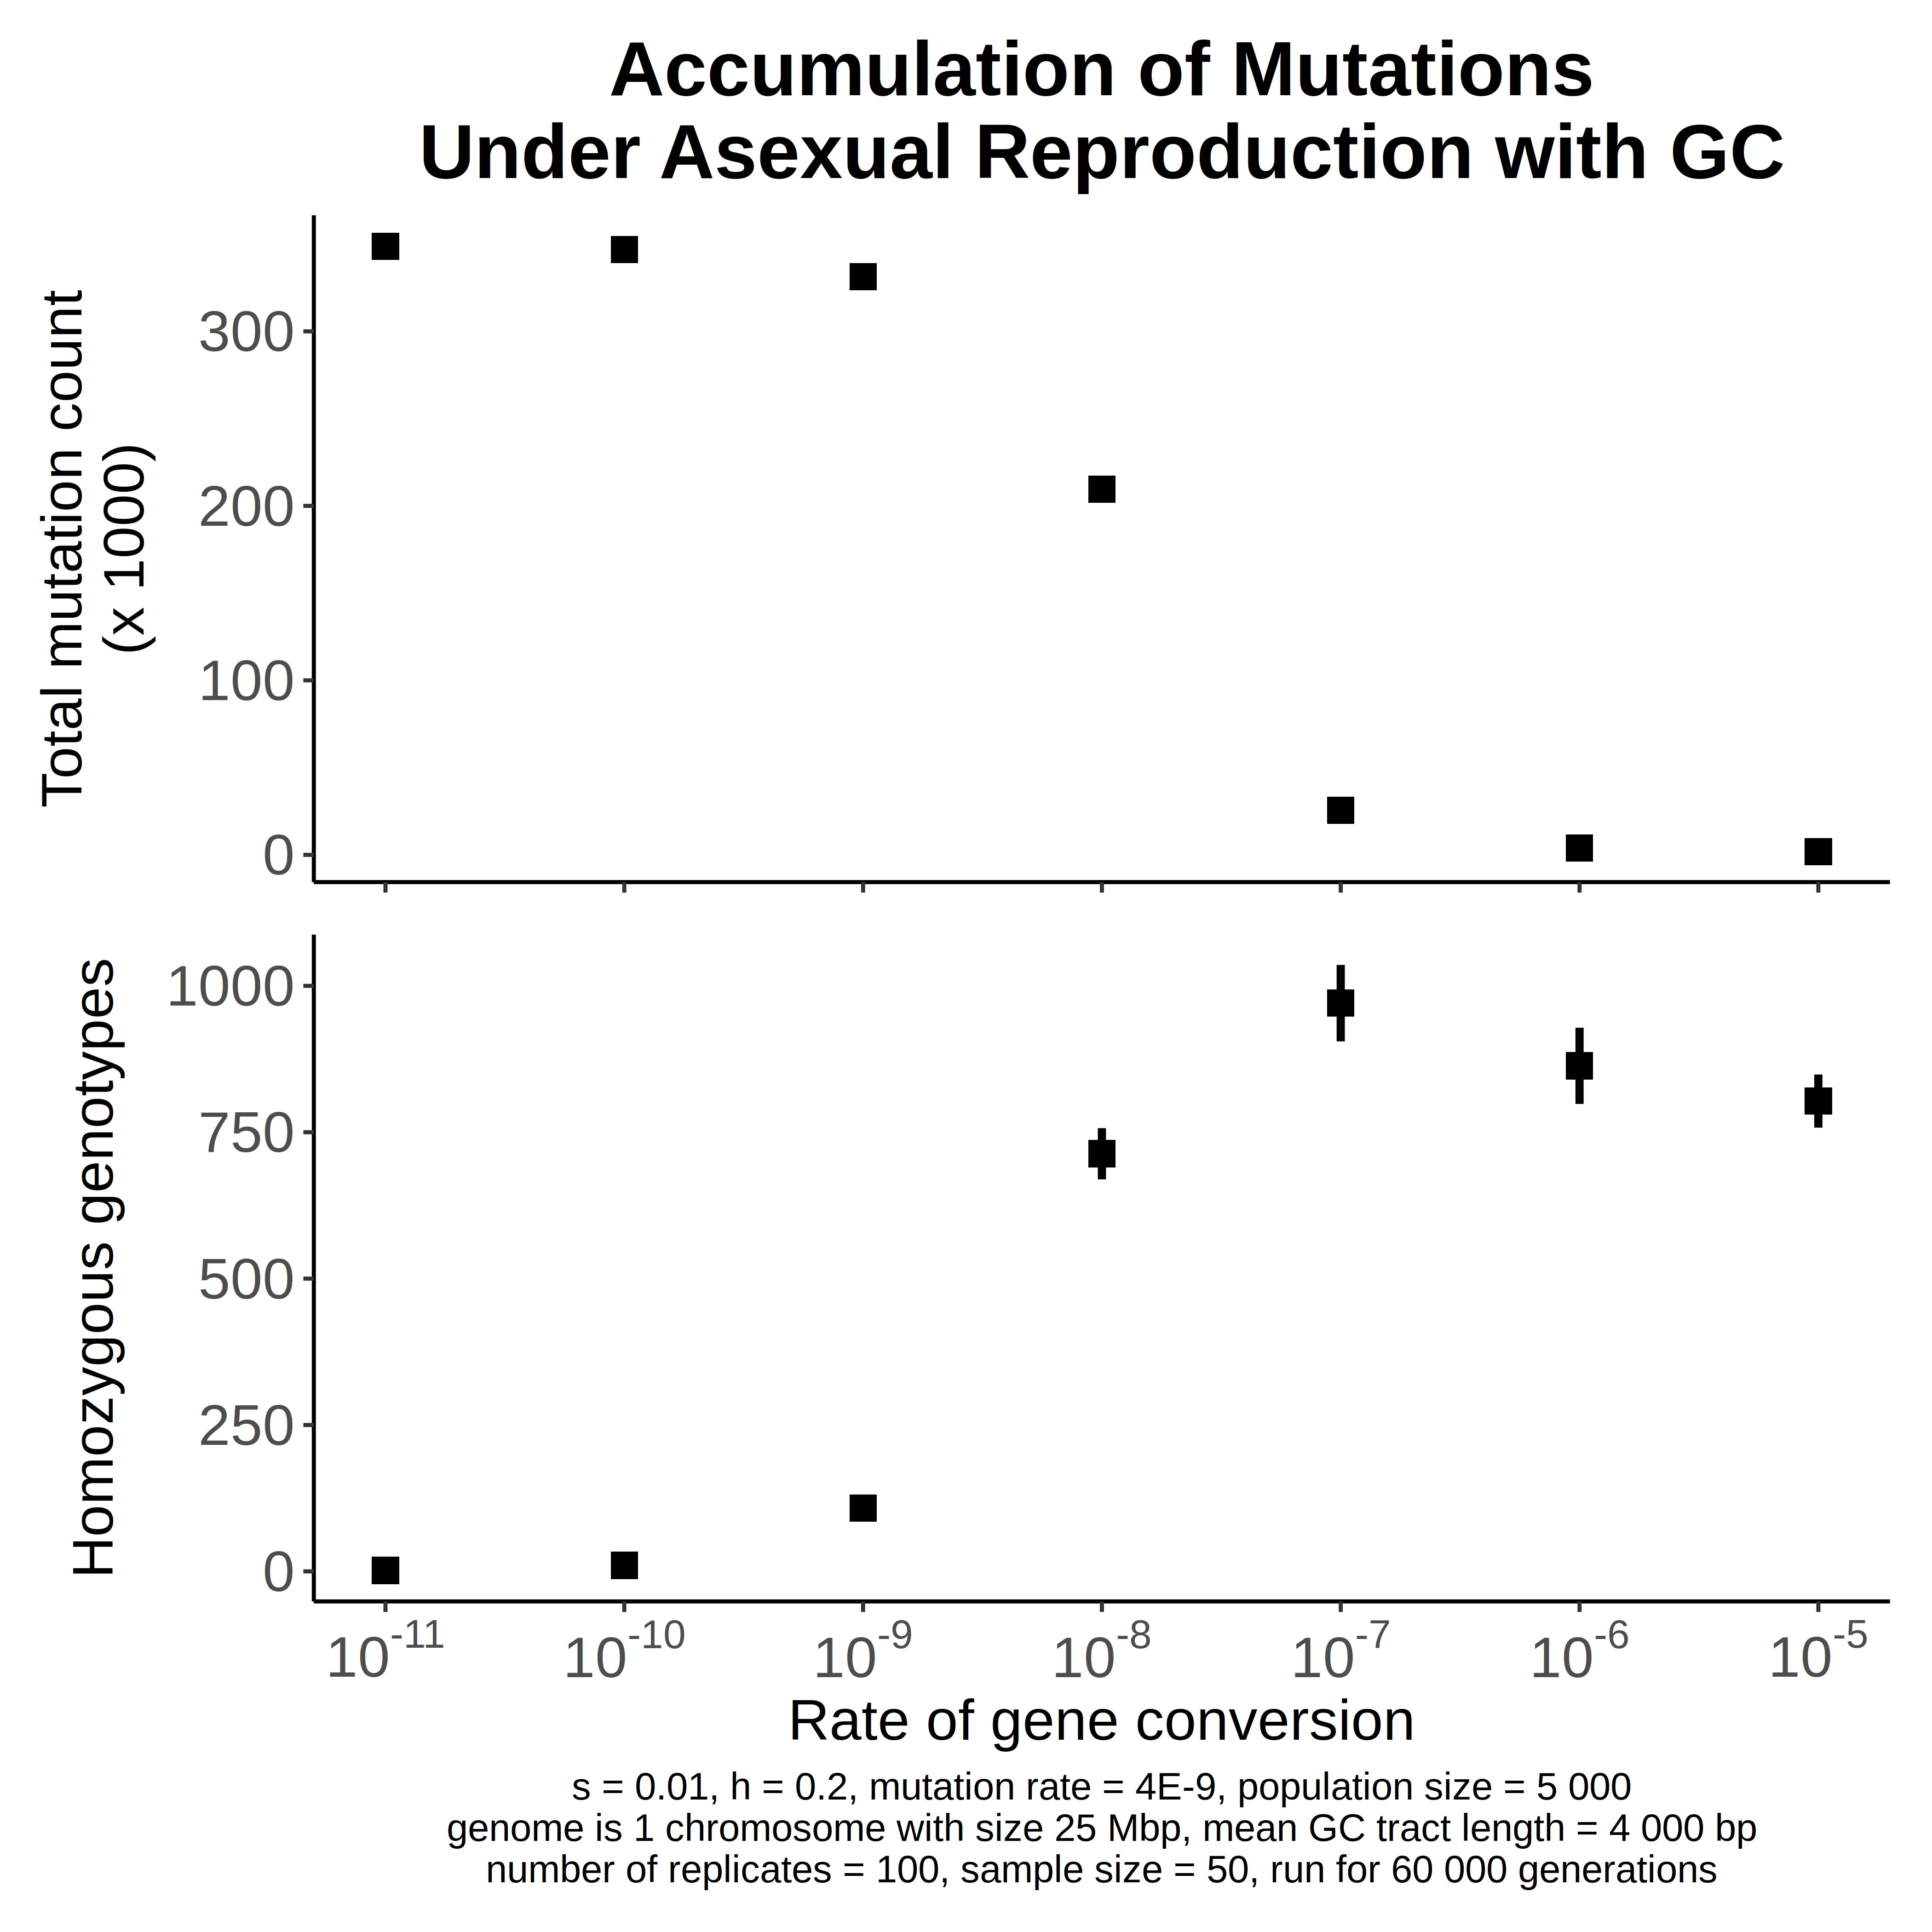 Accumulation of Mutations
Under Asexual Reproduction with GC
Total mutation count
(x 1000)
300
200
100
0
Homozygous genotypes
1000
750
500
250
0
10^-11 10^-10 10^-9 10^-8 10^-7 10^-6 10^-5
Rate of gene conversion
s = 0.01, h = 0.2, mutation rate = 4E-9, population size = 5 000
genome is 1 chromosome with size 25 Mbp, mean GC tract length = 4 000 bp
number of replicates = 100, sample size = 50, run for 60 000 generations